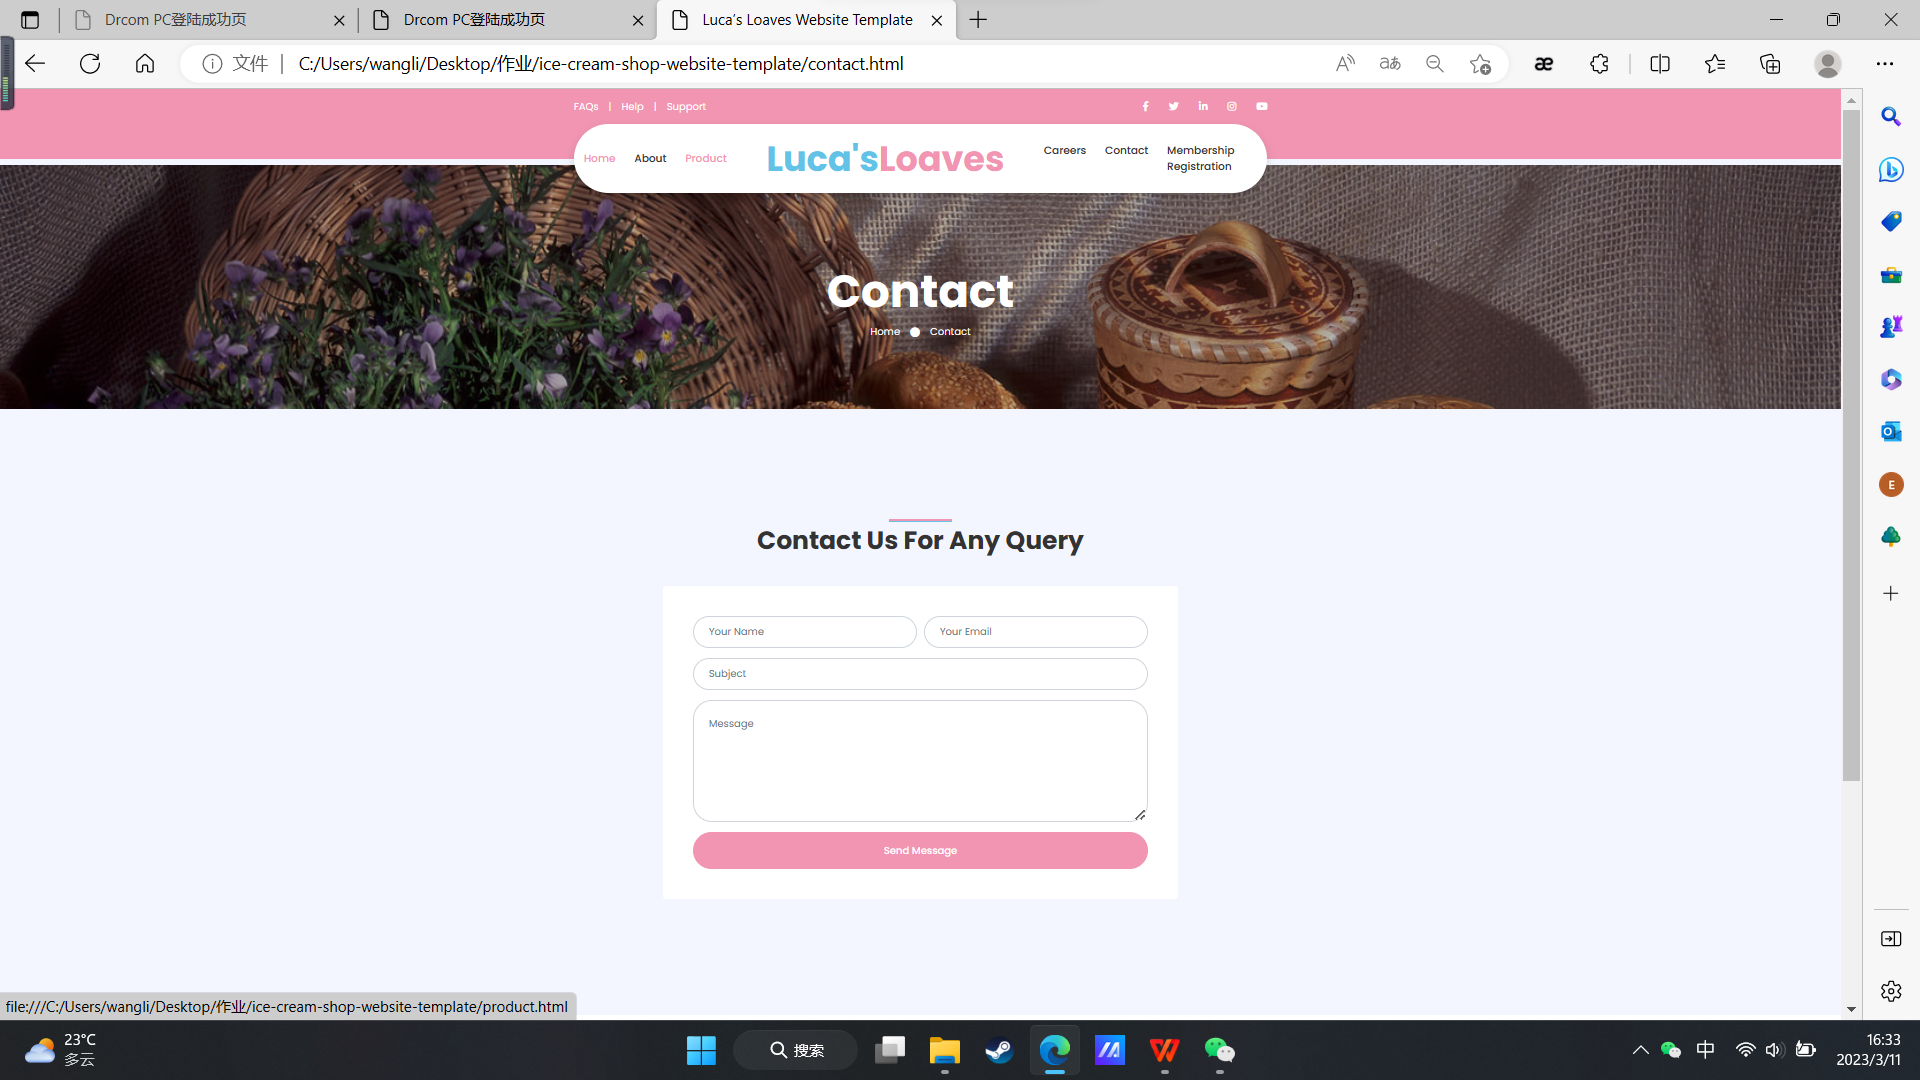 Drcom PC登陆成功页
Drcom PC登陆成功页
Luca's Loaves Website Template
文件
C:/Users/wangli/Desktop/作业/ice-cream-shop-website-template/contact.html
FAQs | Help | Support
Home About Product
Luca'sLoaves
Careers Contact Membership Registration
Contact
Home Contact
Contact Us For Any Query
Your Name
Your Email
Subject
Message
Send Message
file:///C:/Users/wangli/Desktop/作业/ice-cream-shop-website-template/product.html
23°C
多云
搜索
中
16:33
2023/3/11